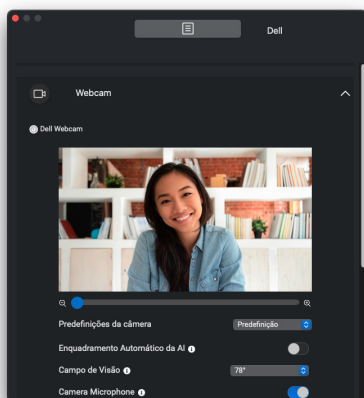 Dell
Webcam
Dell Webcam
Predefinições da câmera
Predefinição
Enquadramento Automático da AI
Campo de Visão
78°
Camera Microphone